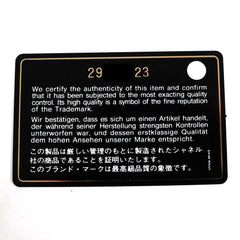 29 23
We certify the authenticity of this item and confirm
that it has been subjected to the most exacting quality
control. Its high quality is a symbol of the fine reputation
of the Trademark.
Wir bestätigen, dass es sich um einen Artikel handelt,
der während seiner Herstellung strengsten Kontrollen
unterworfen war, und dessen erstklassige Qualität
dem hohen Ansehen unserer Marke entspricht.
この製品は厳しい管理のもとに製造されたシャネル
社の商品であることを証明いたします。
このブランド・マークは最高級品質の象徴です。